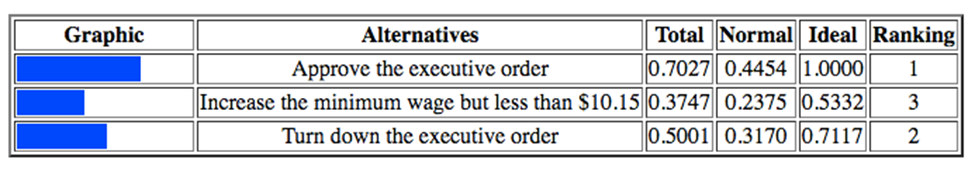 Graphic Alternatives Total Normal Ideal Ranking
Approve the executive order 0.7027 0.4454 1.0000 1
Increase the minimum wage but less than $10.15 0.3747 0.2375 0.5332 3
Turn down the executive order 0.5001 0.3170 0.7117 2